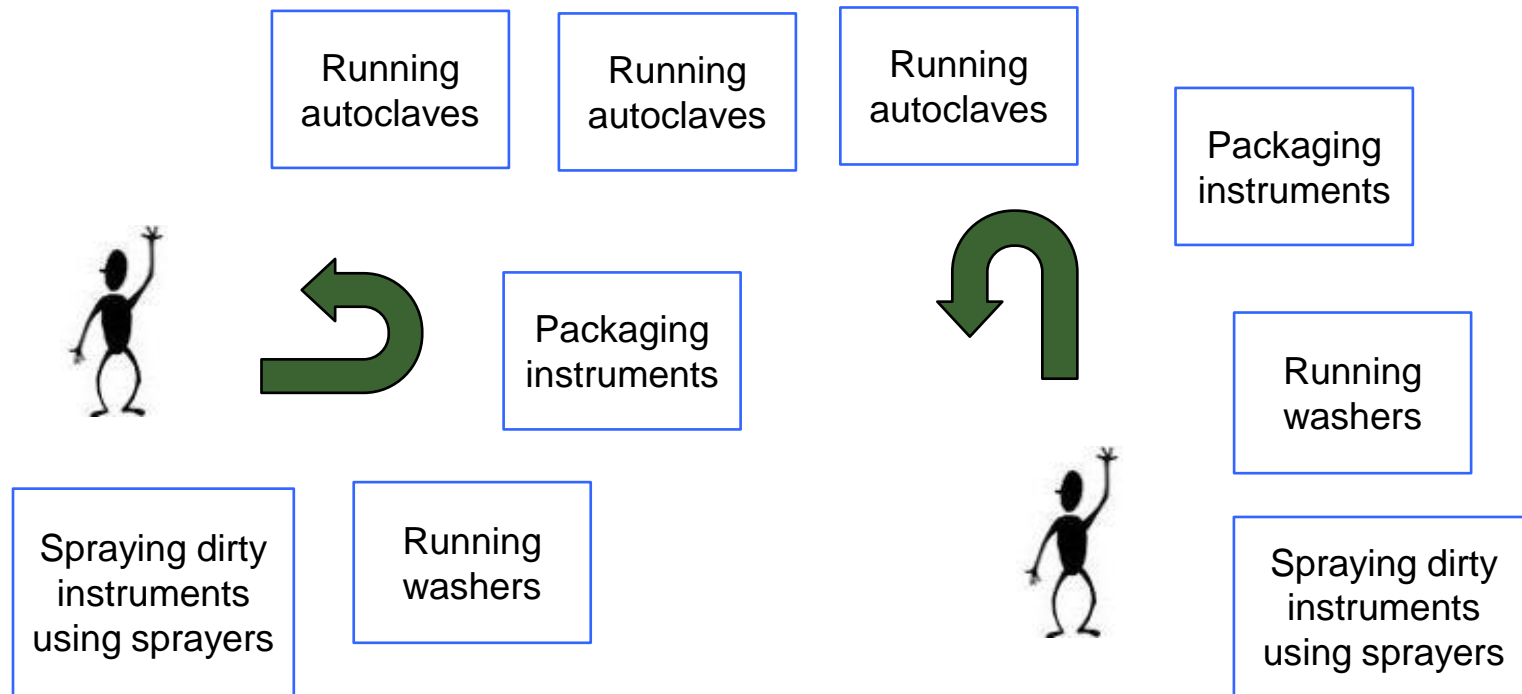 Running
autoclaves
Running
autoclaves
Running
autoclaves
Packaging
instruments
Packaging
instruments
Running
washers
Spraying dirty
instruments
using sprayers
Running
washers
Spraying dirty
instruments
using sprayers